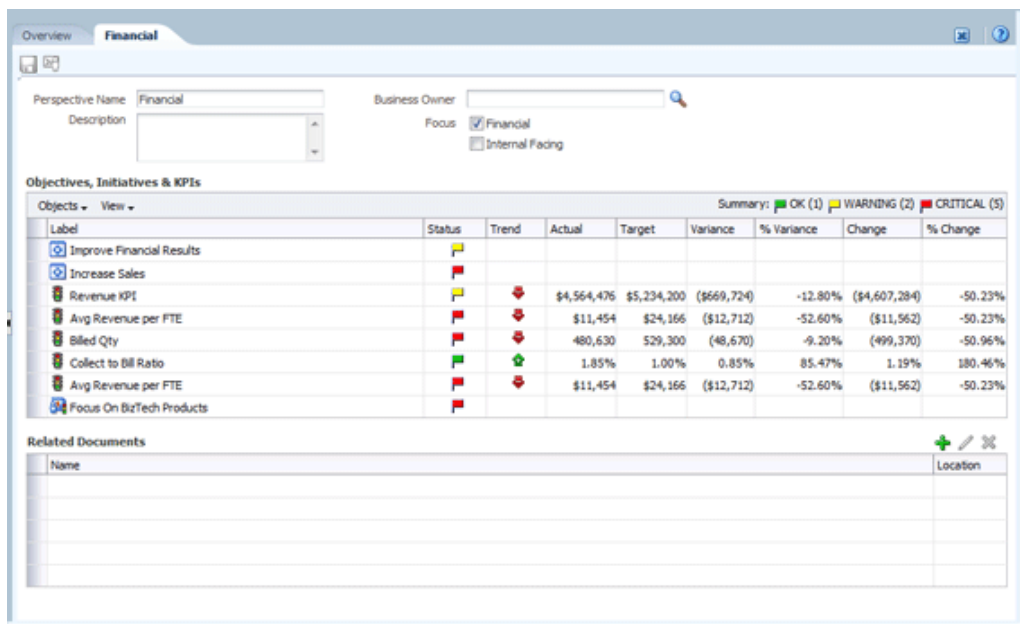 Overview Financial
Perspective Name Financial Business Owner
Description Focus Financial
Internal Facing
Objectives, Initiatives & KPIs
Objects View Summary: OK (1) WARNING (2) CRITICAL (5)
Label Status Trend Actual Target Variance % Variance Change % Change
Improve Financial Results
Increase Sales
Revenue KPI $4,564,476 $5,234,200 ($669,724) -12.80% ($4,607,284) -50.23%
Avg Revenue per FTE $11,454 $24,166 ($12,712) -52.60% ($11,562) -50.23%
Billed Qty 480,630 529,300 (48,670) -9.20% (499,370) -50.96%
Collect to Bill Ratio 1.85% 1.00% 0.85% 85.47% 1.19% 180.46%
Avg Revenue per FTE $11,454 $24,166 ($12,712) -52.60% ($11,562) -50.23%
Focus On BizTech Products
Related Documents
Name Location